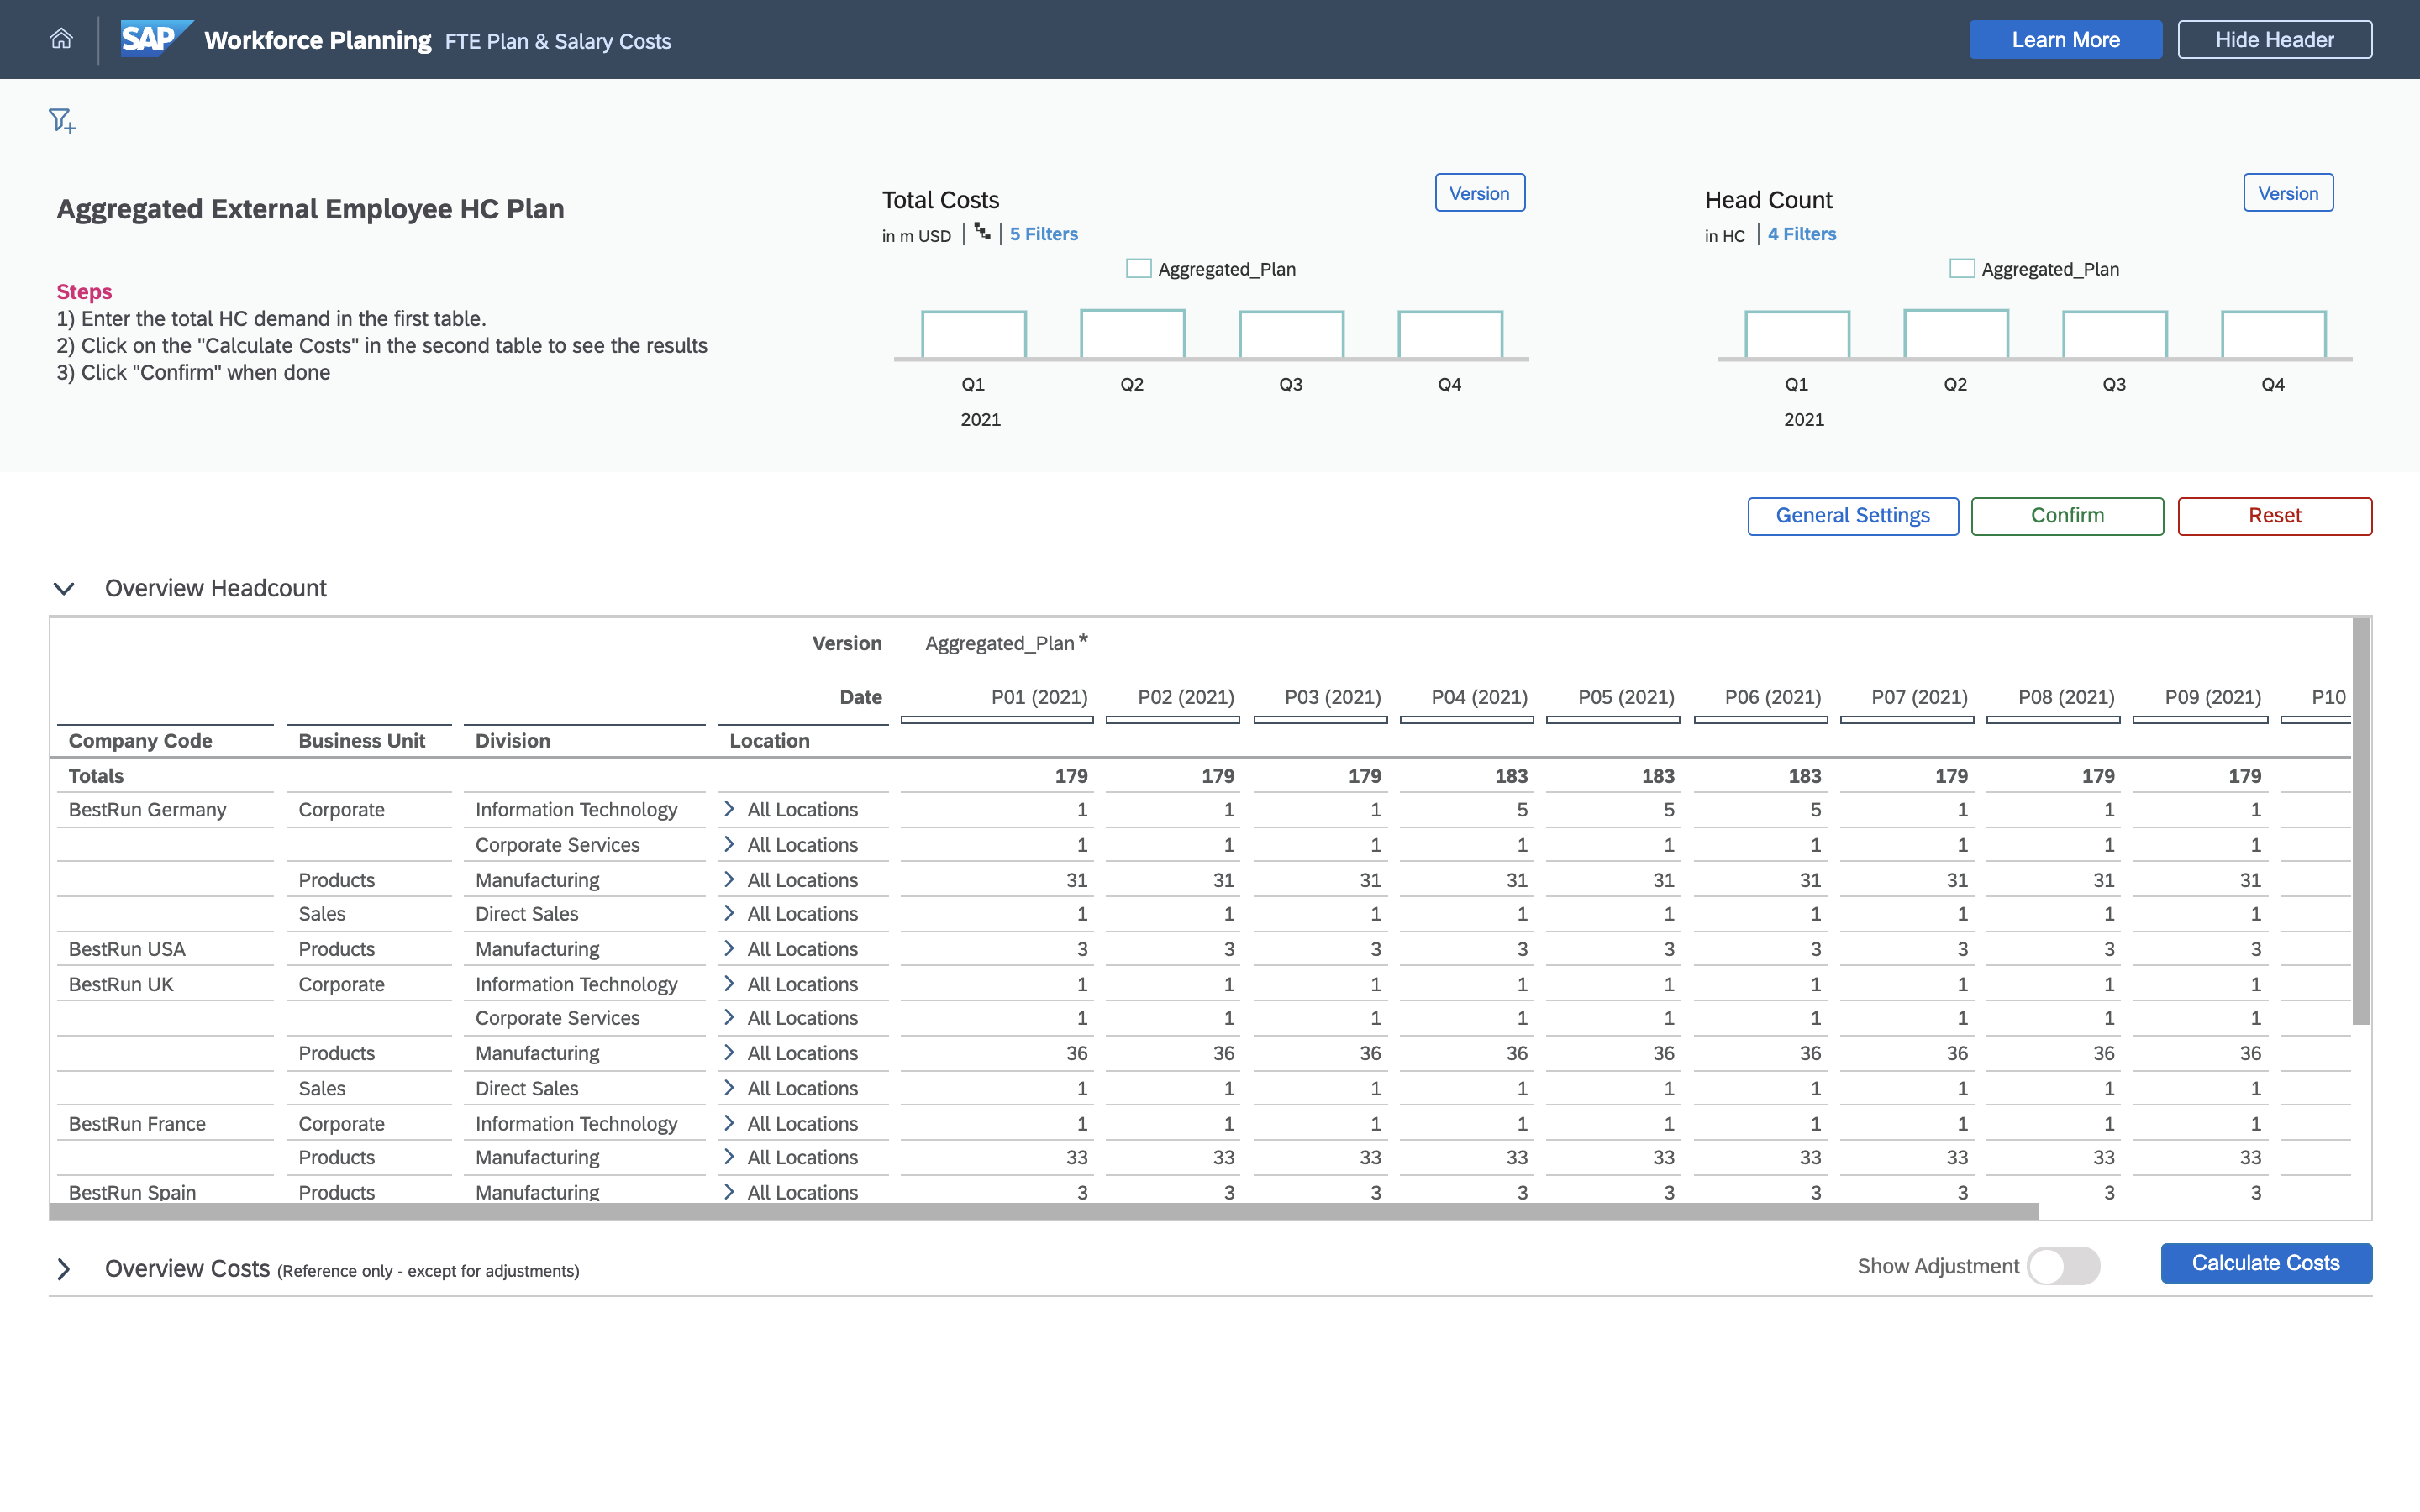 SAP Workforce Planning FTE Plan & Salary Costs Learn More Hide Header
Aggregated External Employee HC Plan
Steps
1) Enter the total HC demand in the first table.
2) Click on the "Calculate Costs" in the second table to see the results
3) Click "Confirm" when done
Total Costs Version
in m USD 5 Filters
Aggregated_Plan
Q1 Q2 Q3 Q4
2021
Head Count Version
in HC 4 Filters
Aggregated_Plan
Q1 Q2 Q3 Q4
2021
General Settings Confirm Reset
Overview Headcount
Version Aggregated_Plan *
Date P01 (2021) P02 (2021) P03 (2021) P04 (2021) P05 (2021) P06 (2021) P07 (2021) P08 (2021) P09 (2021) P10
Company Code Business Unit Division Location
Totals 179 179 179 183 183 183 179 179 179
BestRun Germany Corporate Information Technology All Locations 1 1 1 5 5 5 1 1 1
Corporate Services All Locations 1 1 1 1 1 1 1 1 1
Products Manufacturing All Locations 31 31 31 31 31 31 31 31 31
Sales Direct Sales All Locations 1 1 1 1 1 1 1 1 1
BestRun USA Products Manufacturing All Locations 3 3 3 3 3 3 3 3 3
BestRun UK Corporate Information Technology All Locations 1 1 1 1 1 1 1 1 1
Corporate Services All Locations 1 1 1 1 1 1 1 1 1
Products Manufacturing All Locations 36 36 36 36 36 36 36 36 36
Sales Direct Sales All Locations 1 1 1 1 1 1 1 1 1
BestRun France Corporate Information Technology All Locations 1 1 1 1 1 1 1 1 1
Products Manufacturing All Locations 33 33 33 33 33 33 33 33 33
BestRun Spain Products Manufacturing All Locations 3 3 3 3 3 3 3 3 3
Overview Costs (Reference only - except for adjustments) Show Adjustment Calculate Costs